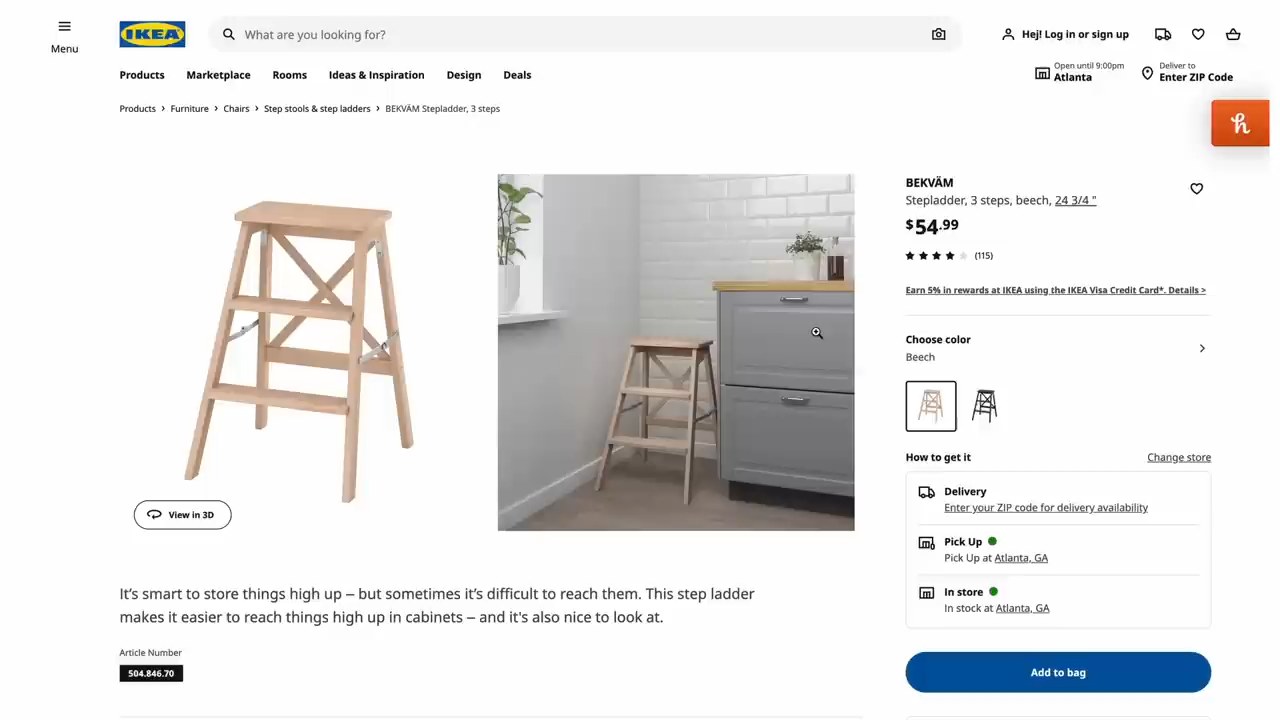 Menu
IKEA
What are you looking for?
Hej! Log in or sign up
Products Marketplace Rooms Ideas & Inspiration Design Deals
Open until 9:00pm
Atlanta
Deliver to
Enter ZIP Code
Products › Furniture › Chairs › Step stools & step ladders › BEKVÄM Stepladder, 3 steps
h
BEKVÄM
Stepladder, 3 steps, beech, 24 3/4 "
$54.99
(115)
Earn 5% in rewards at IKEA using the IKEA Visa Credit Card*. Details >
Choose color
Beech
How to get it
Change store
Delivery
Enter your ZIP code for delivery availability
Pick Up
Pick Up at Atlanta, GA
In store
In stock at Atlanta, GA
Add to bag
View in 3D
It's smart to store things high up – but sometimes it's difficult to reach them. This step ladder
makes it easier to reach things high up in cabinets – and it's also nice to look at.
Article Number
504.846.70